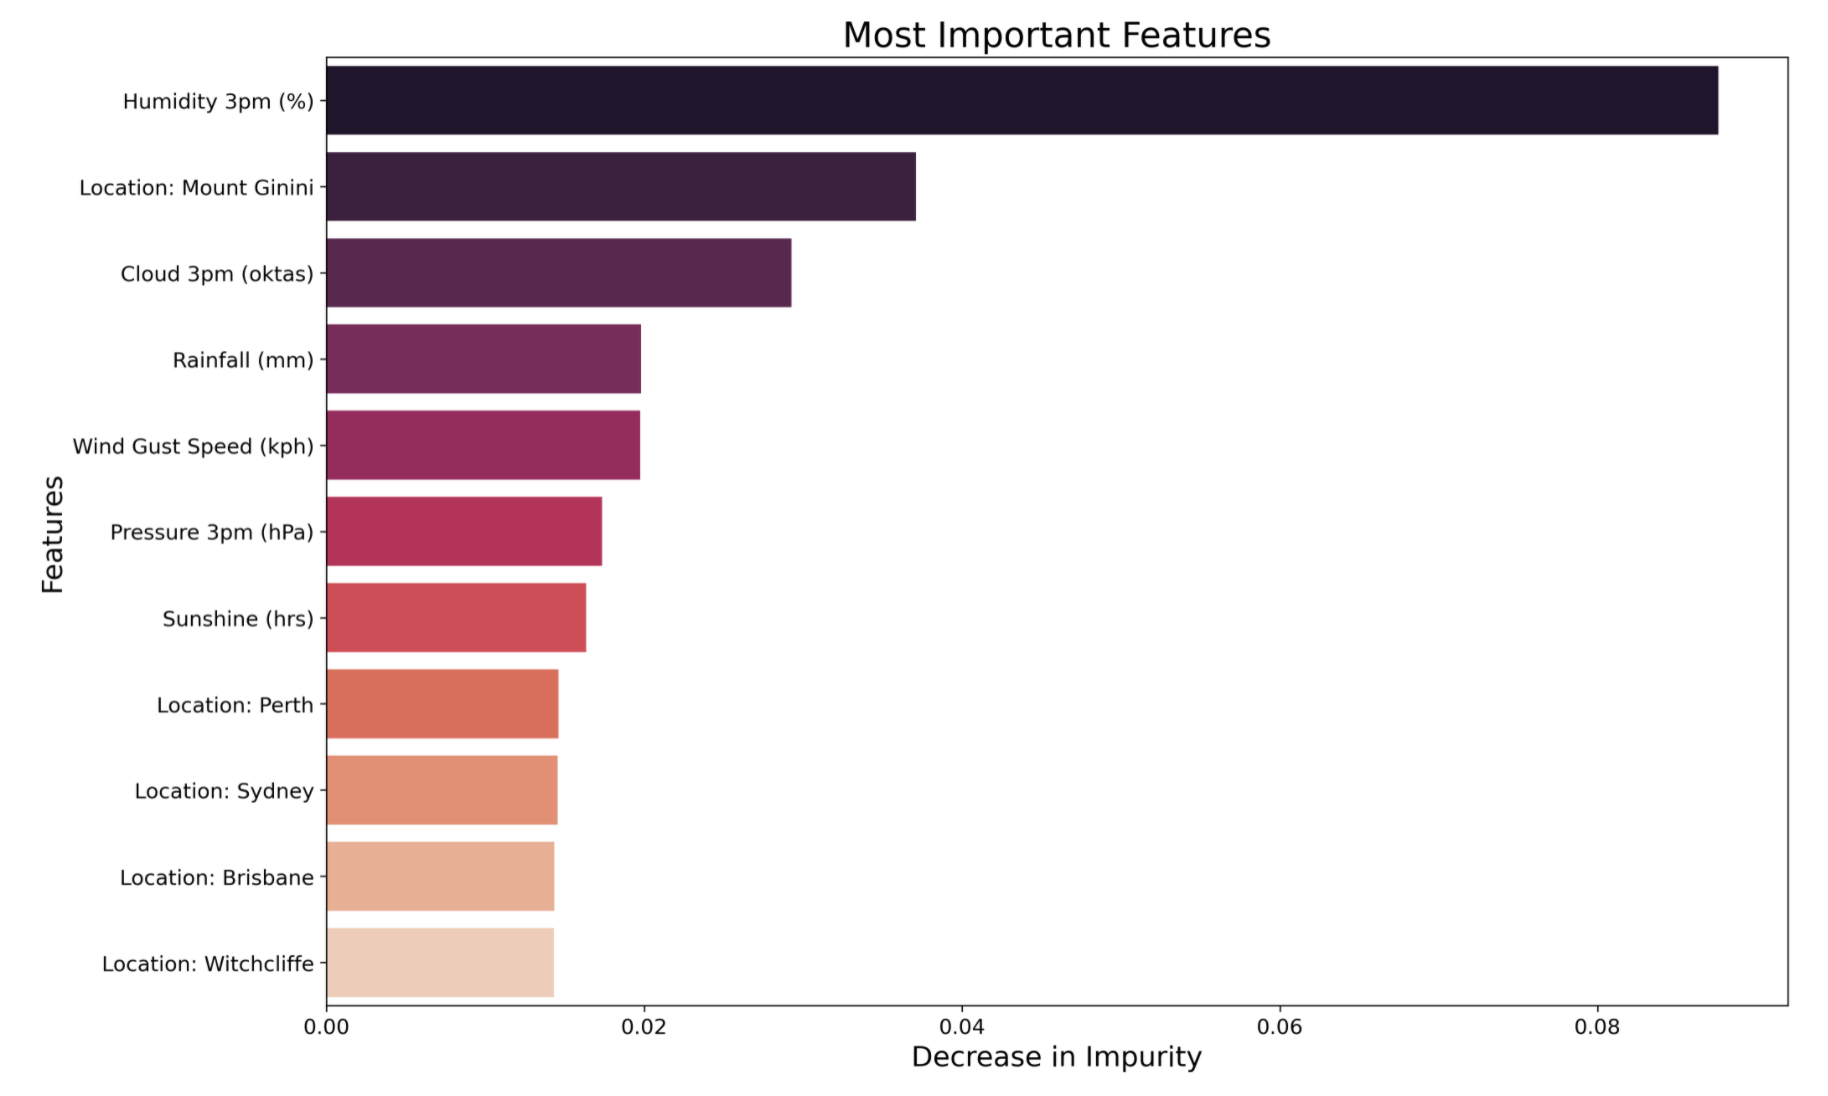 Most Important Features
Humidity 3pm (%)
Location: Mount Ginini
Cloud 3pm (oktas)
Rainfall (mm)
Wind Gust Speed (kph)
Pressure 3pm (hPa)
Sunshine (hrs)
Location: Perth
Location: Sydney
Location: Brisbane
Location: Witchcliffe
Features
0.00 0.02 0.04 0.06 0.08
Decrease in Impurity